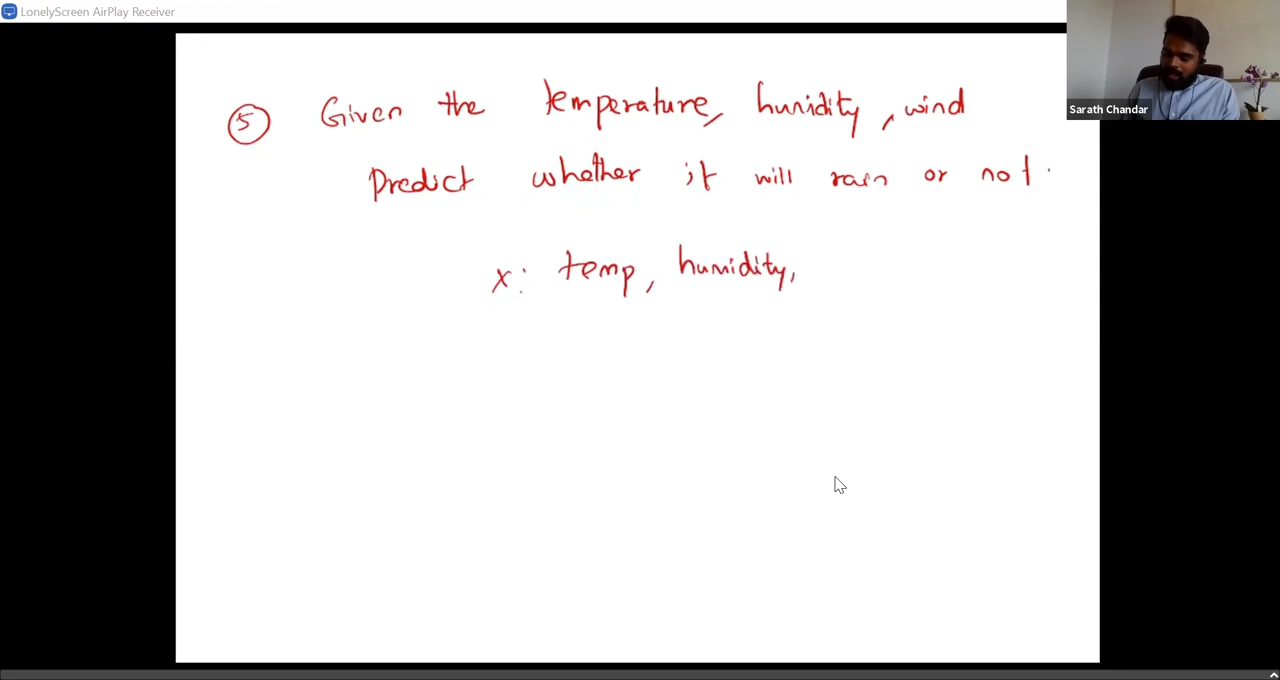 LonelyScreen AirPlay Receiver
Sarath Chandar
⑤ Given the temperature, humidity, wind
Predict whether it will rain or not.
x: temp, humidity,